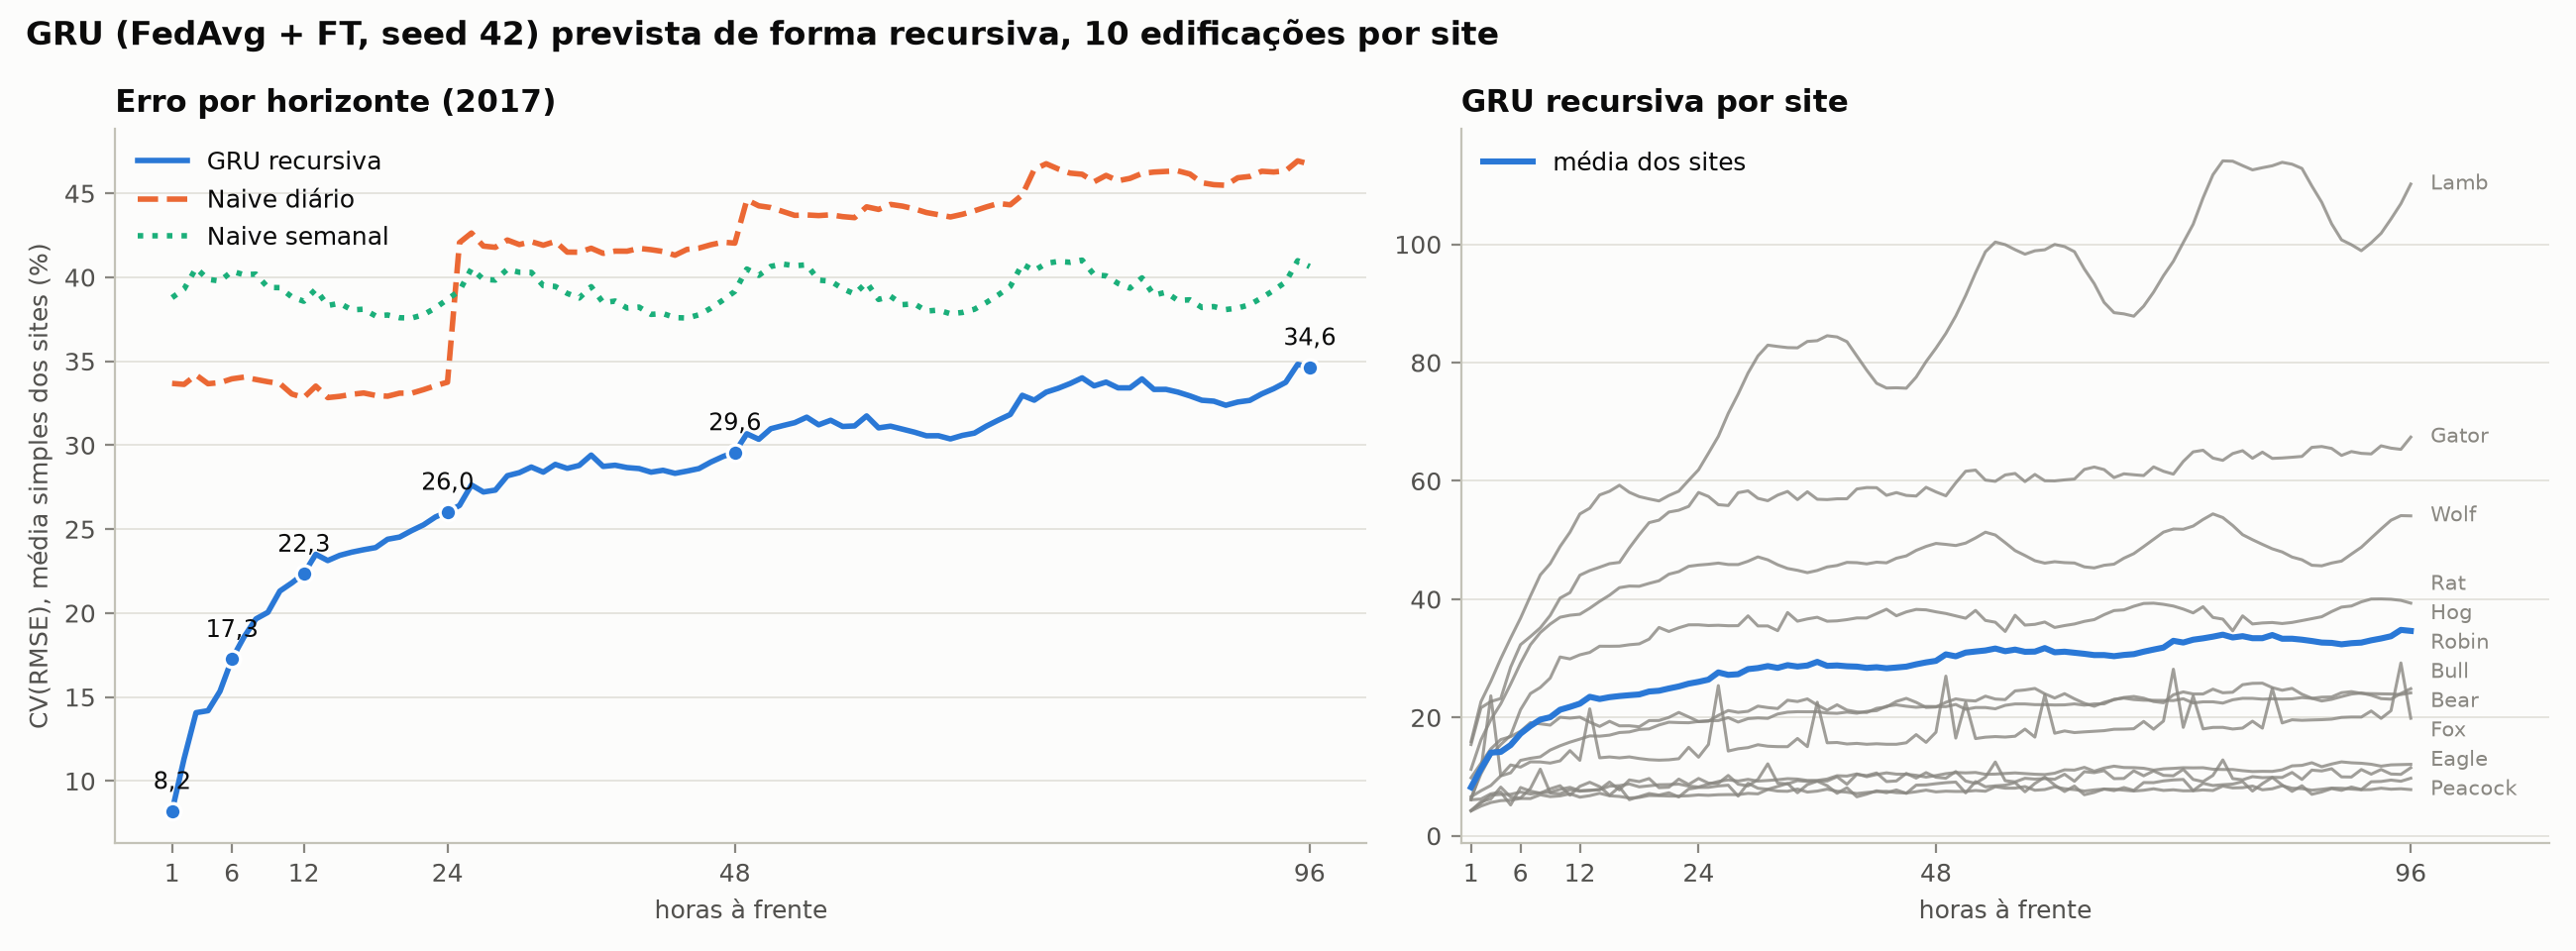 GRU (FedAvg + FT, seed 42) prevista de forma recursiva, 10 edificações por site
Erro por horizonte (2017)
GRU recursiva
Naive diário
Naive semanal
CV(RMSE), média simples dos sites (%)
45
40
35
30
25
20
15
10
8,2
17,3
22,3
26,0
29,6
34,6
1 6 12 24 48 96
horas à frente
GRU recursiva por site
média dos sites
100
80
60
40
20
0
Lamb
Gator
Wolf
Rat
Hog
Robin
Bull
Bear
Fox
Eagle
Peacock
1 6 12 24 48 96
horas à frente